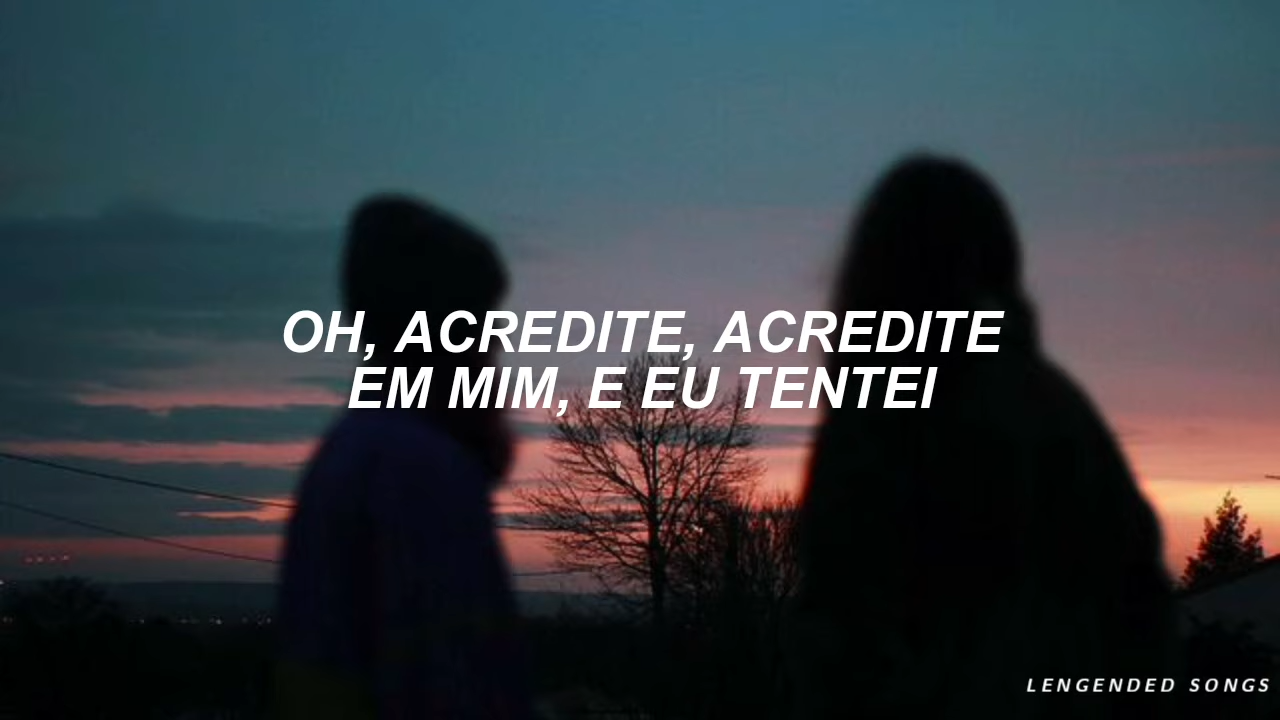 OH, ACREDITE, ACREDITE
EM MIM, E EU TENTEI
LENGENDED SONGS